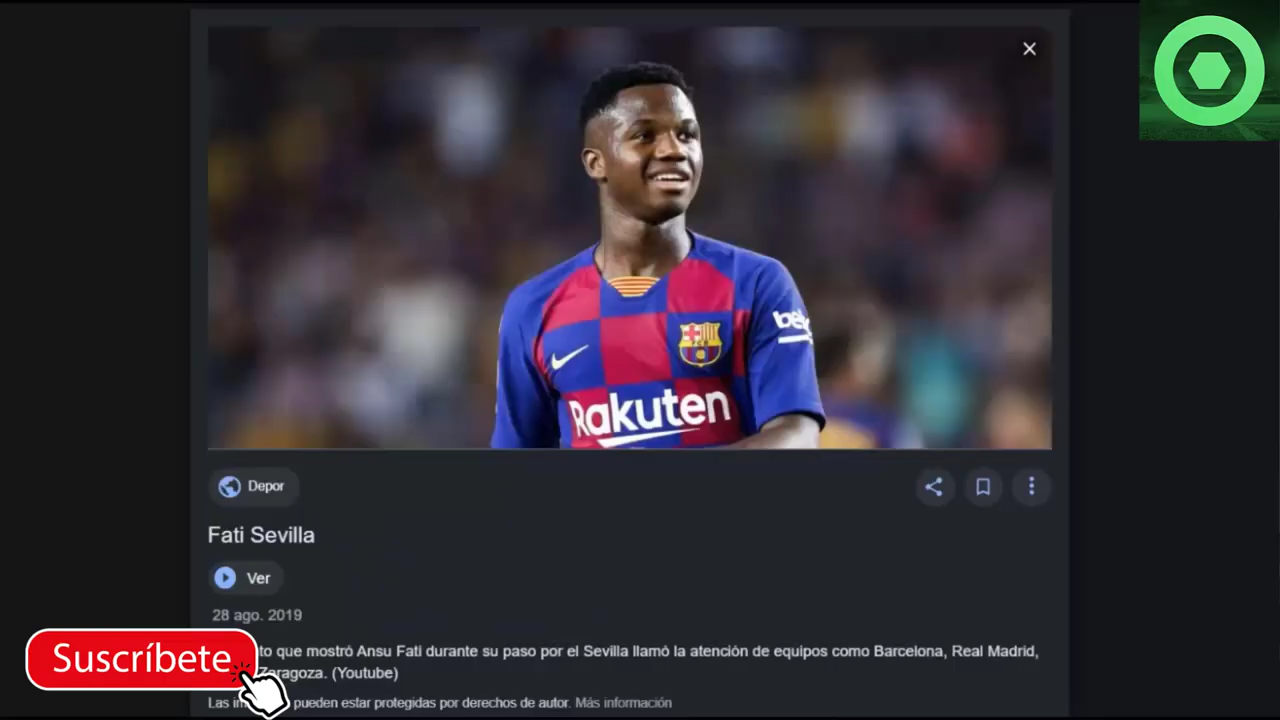 beko
Rakuten
Depor
Fati Sevilla
Ver
28 ago. 2019
to que mostró Ansu Fati durante su paso por el Sevilla llamó la atención de equipos como Barcelona, Real Madrid,
Zaragoza. (Youtube)
Suscríbete
Las im pueden estar protegidas por derechos de autor. Más información